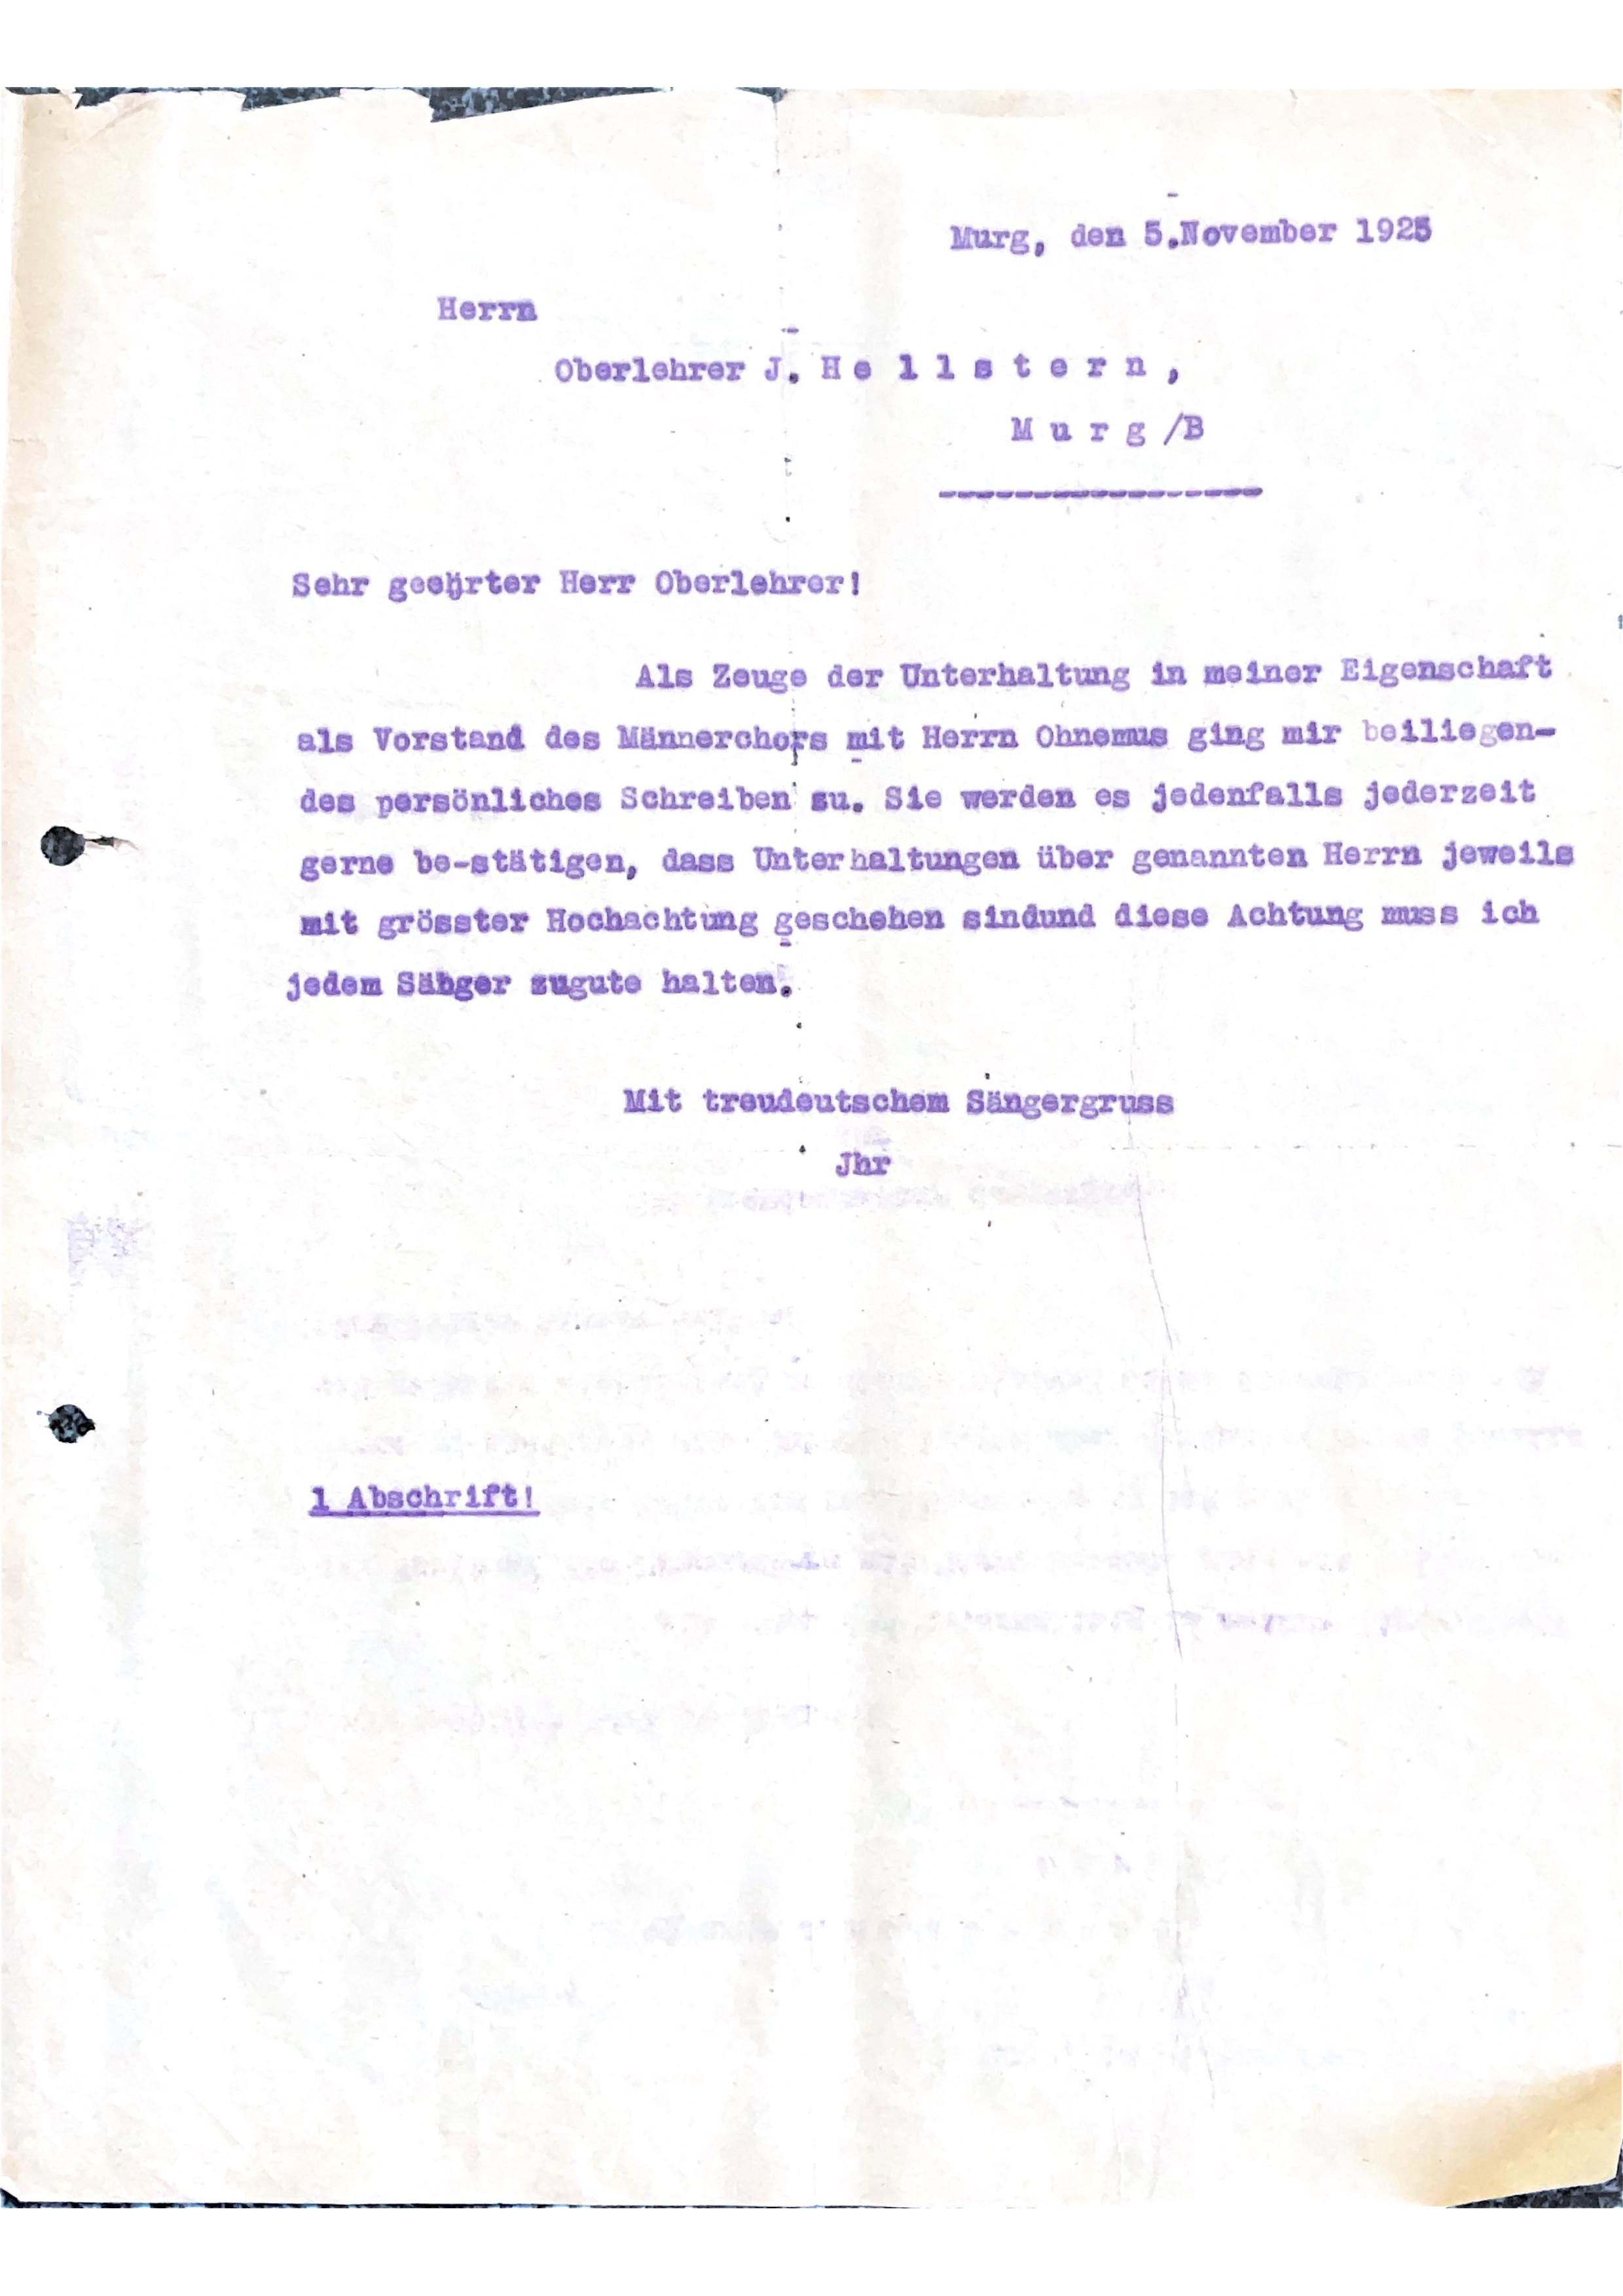 Murg, den 5.November 1925
Herrn
Oberlehrer J. H e l l s t e r n ,
M u r g /B
Sehr geehrter Herr Oberlehrer!
Als Zeuge der Unterhaltung in meiner Eigenschaft
als Vorstand des Männerchors mit Herrn Ohnemus ging mir beiliegen-
des persönliches Schreiben zu. Sie werden es jedenfalls jederzeit
gerne be-stätigen, dass Unterhaltungen über genannten Herrn jeweils
mit grösster Hochachtung geschehen sindund diese Achtung muss ich
jedem Sänger zugute halten.
Mit treudeutschem Sängergruss
Jhr
1 Abschrift!